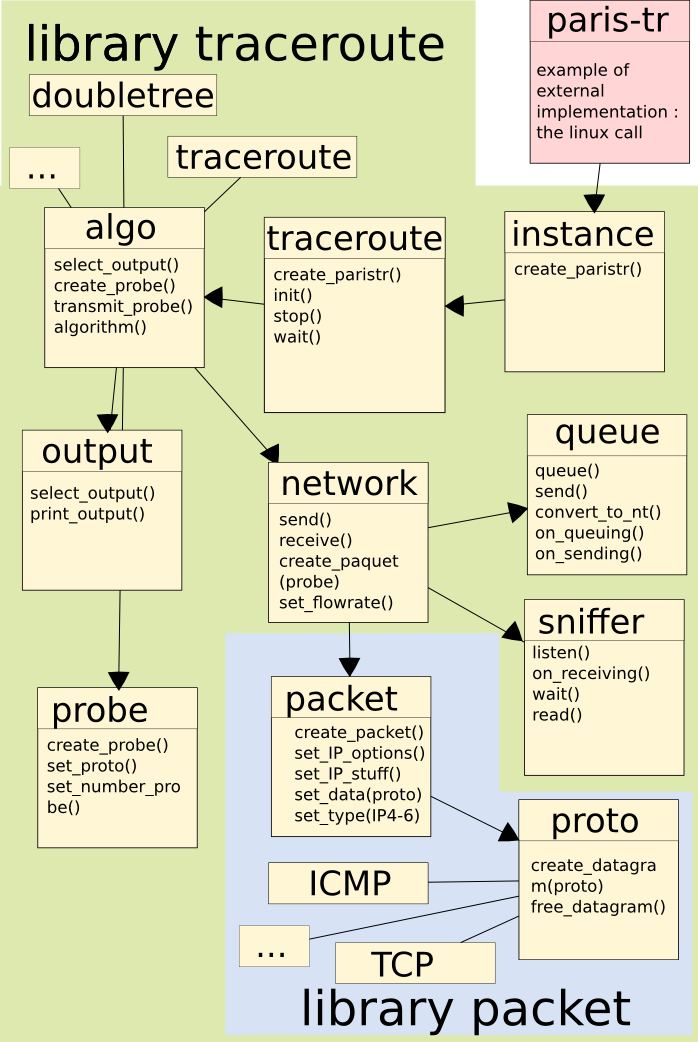 library traceroute
doubletree
...
traceroute
paris-tr
example of
external
implementation :
the linux call
algo
select_output()
create_probe()
transmit_probe()
algorithm()
traceroute
create_paristr()
init()
stop()
wait()
instance
create_paristr()
output
select_output()
print_output()
network
send()
receive()
create_paquet
(probe)
set_flowrate()
queue
queue()
send()
convert_to_nt()
on_queuing()
on_sending()
sniffer
listen()
on_receiving()
wait()
read()
probe
create_probe()
set_proto()
set_number_pro
be()
packet
create_packet()
set_IP_options()
set_IP_stuff()
set_data(proto)
set_type(IP4-6)
proto
create_datagra
m(proto)
free_datagram()
ICMP
...
TCP
library packet